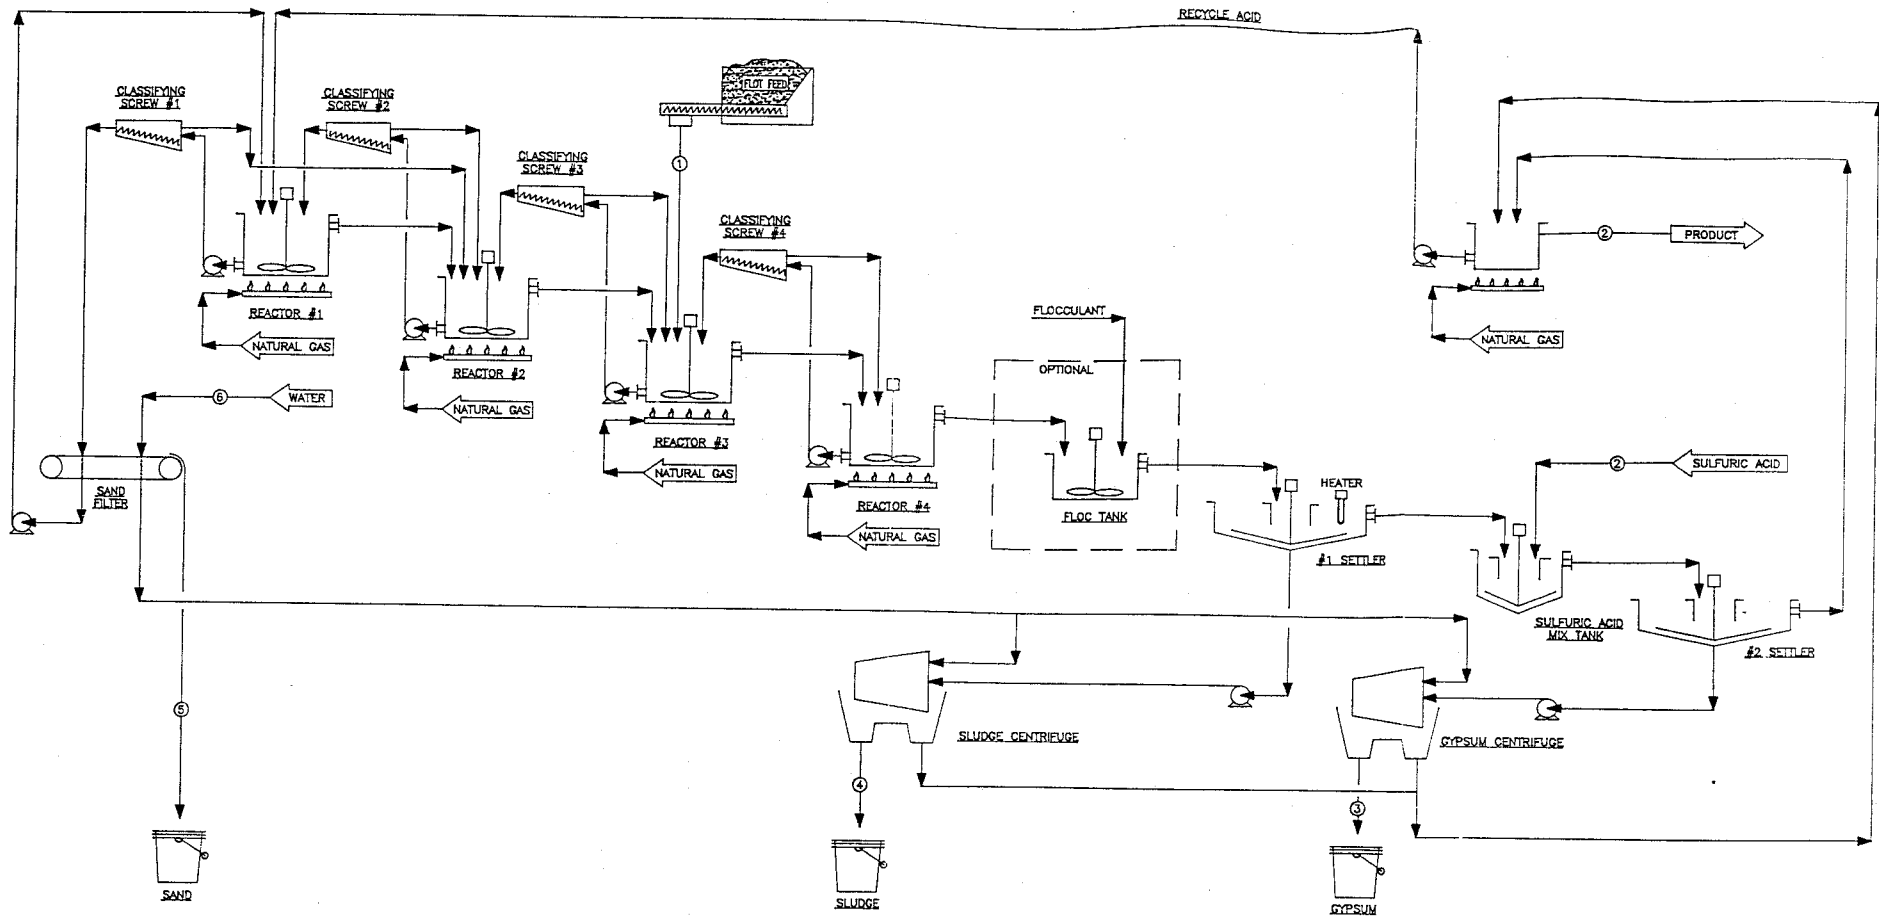 RECYCLE ACID
FLOT FEED
CLASSIFYING
SCREW #1
CLASSIFYING
SCREW #2
CLASSIFYING
SCREW #3
1
CLASSIFYING
SCREW #4
2
PRODUCT
REACTOR #1
NATURAL GAS
FLOCCULANT
NATURAL GAS
REACTOR #2
OPTIONAL
6
WATER
NATURAL GAS
REACTOR #3
NATURAL GAS
2
SULFURIC ACID
HEATER
SAND
FILTER
REACTOR #4
FLOC TANK
NATURAL GAS
#1 SETTLER
SULFURIC ACID
MIX TANK
#2 SETTLER
5
SLUDGE CENTRIFUGE
GYPSUM CENTRIFUGE
4
3
SAND
SLUDGE
GYPSUM